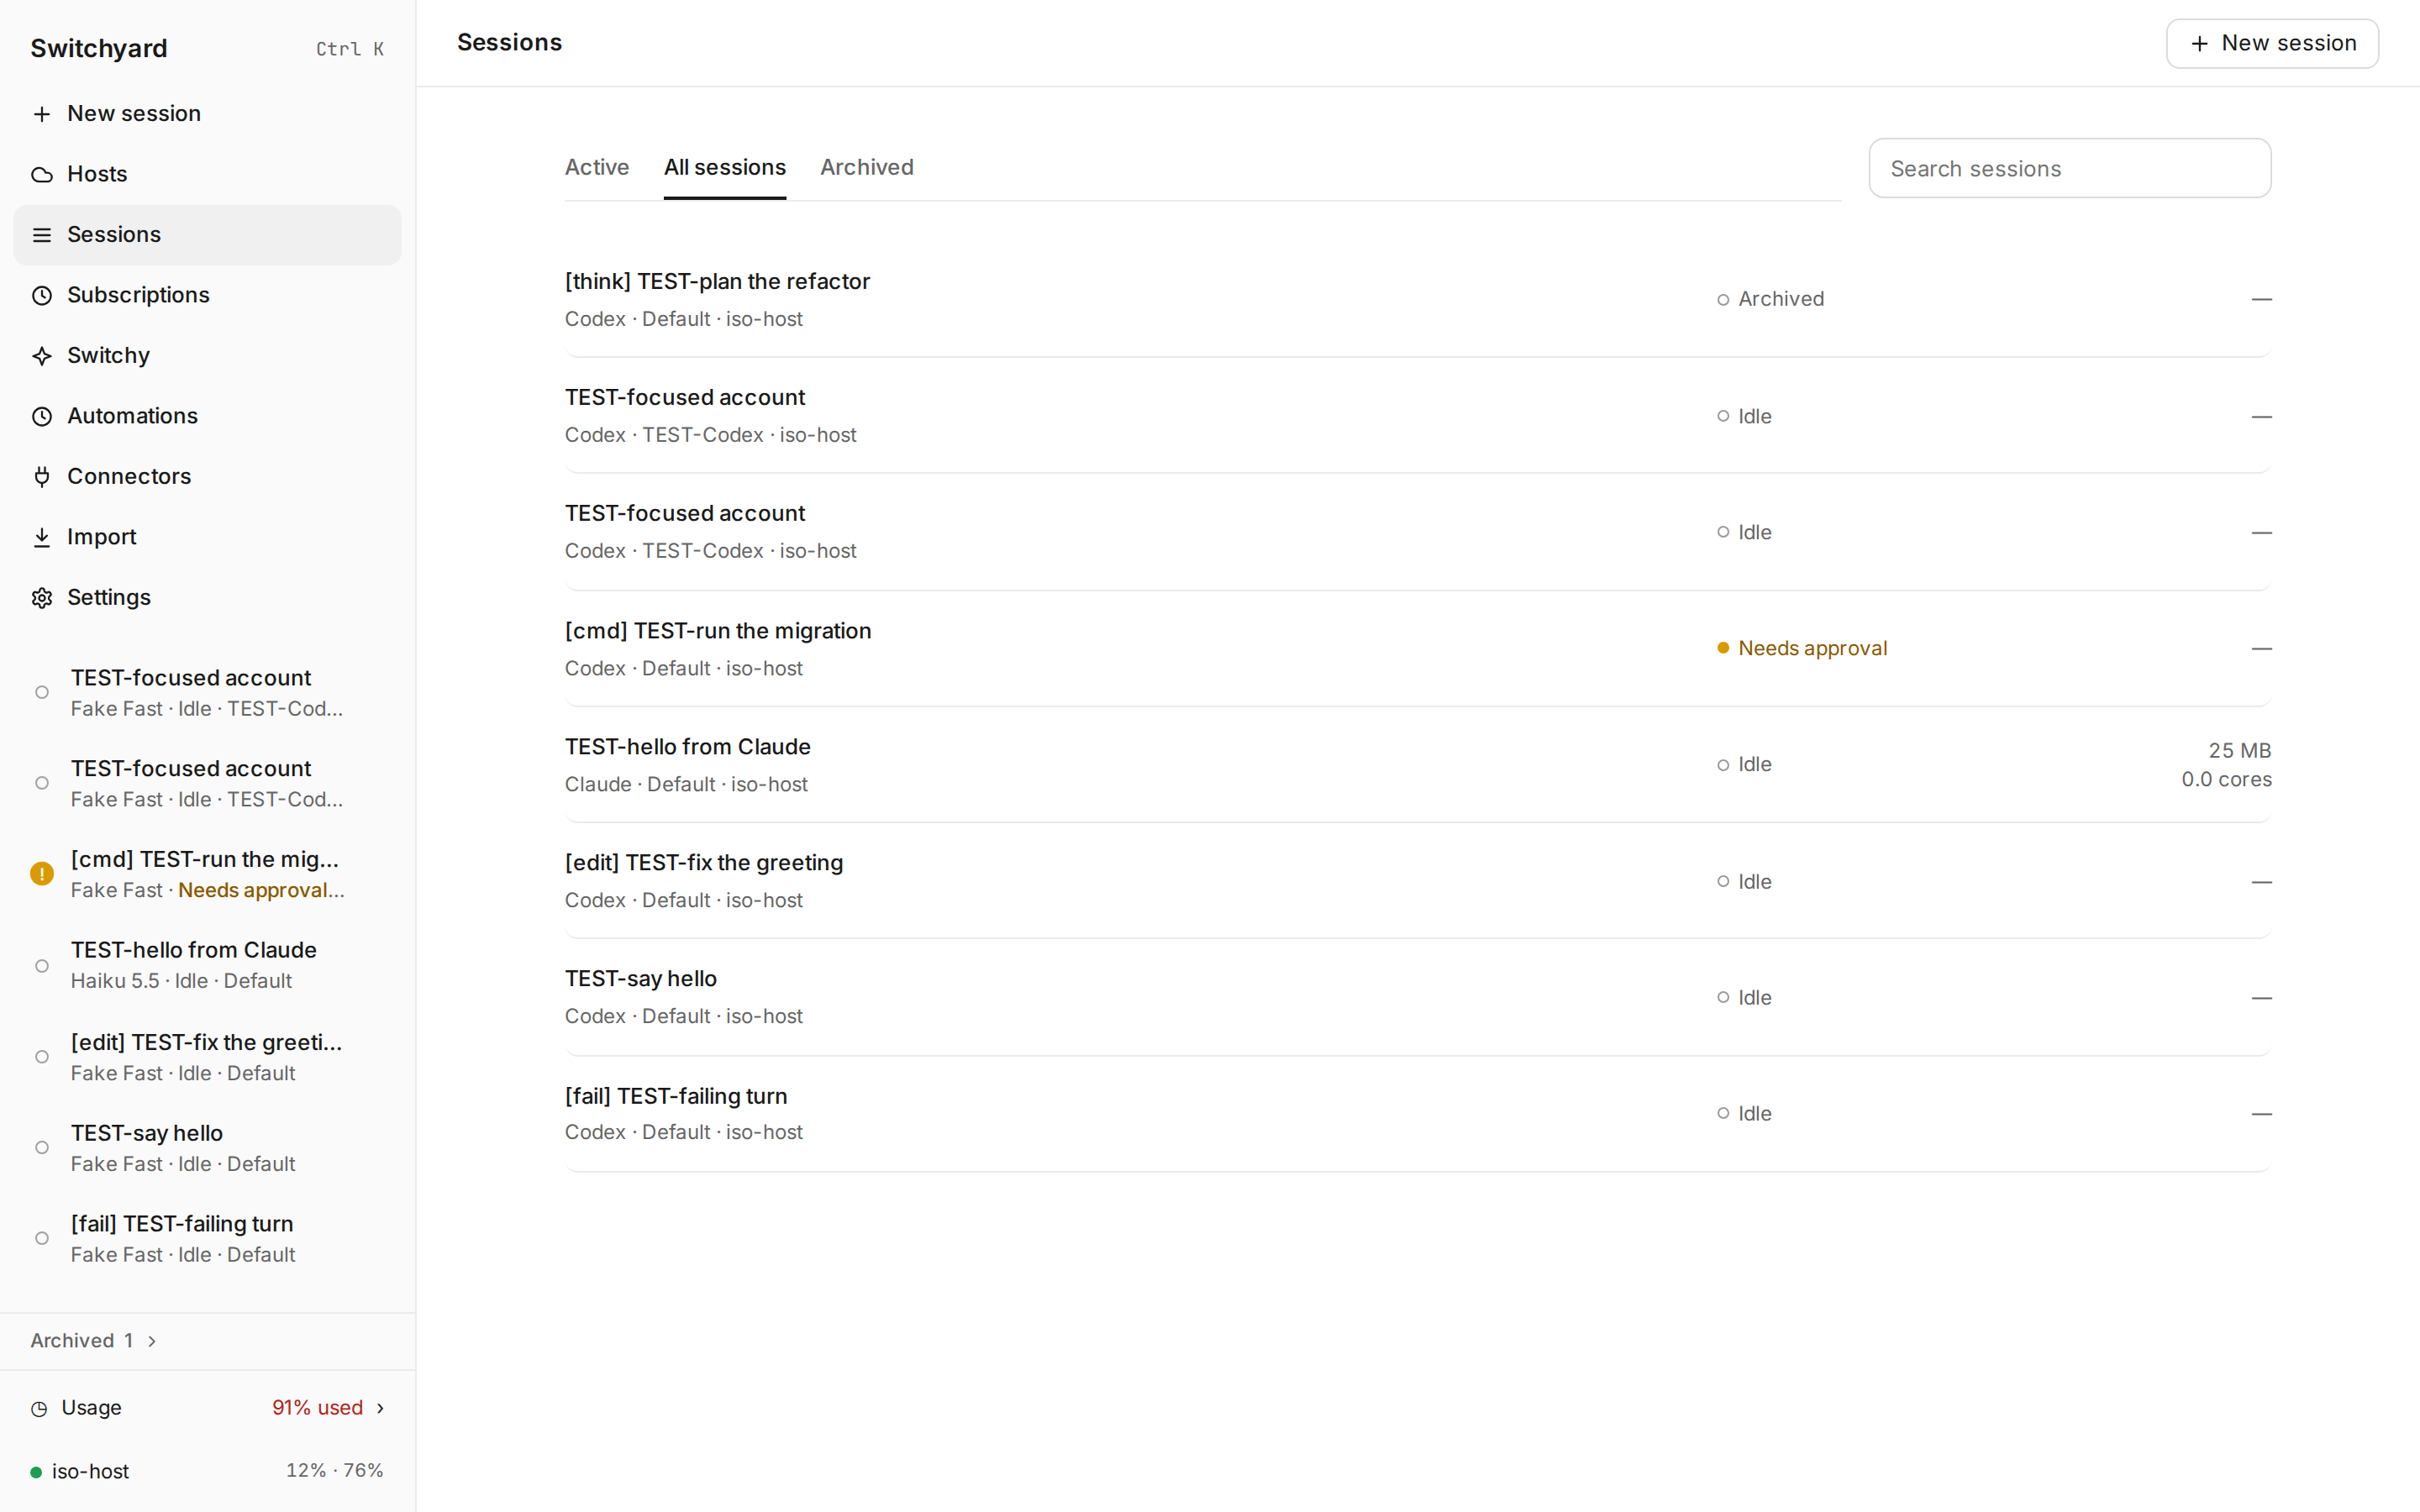 Switchyard
Ctrl K
New session
Hosts
Sessions
Subscriptions
Switchy
Automations
Connectors
Import
Settings
TEST-focused account
Fake Fast · Idle · TEST-Cod...
TEST-focused account
Fake Fast · Idle · TEST-Cod...
[cmd] TEST-run the mig...
Fake Fast · Needs approval...
TEST-hello from Claude
Haiku 5.5 · Idle · Default
[edit] TEST-fix the greeti...
Fake Fast · Idle · Default
TEST-say hello
Fake Fast · Idle · Default
[fail] TEST-failing turn
Fake Fast · Idle · Default
Archived 1
Usage
91% used
iso-host
12% · 76%
Sessions
New session
Active
All sessions
Archived
Search sessions
[think] TEST-plan the refactor
Codex · Default · iso-host
Archived
—
TEST-focused account
Codex · TEST-Codex · iso-host
Idle
—
TEST-focused account
Codex · TEST-Codex · iso-host
Idle
—
[cmd] TEST-run the migration
Codex · Default · iso-host
Needs approval
—
TEST-hello from Claude
Claude · Default · iso-host
Idle
25 MB
0.0 cores
[edit] TEST-fix the greeting
Codex · Default · iso-host
Idle
—
TEST-say hello
Codex · Default · iso-host
Idle
—
[fail] TEST-failing turn
Codex · Default · iso-host
Idle
—